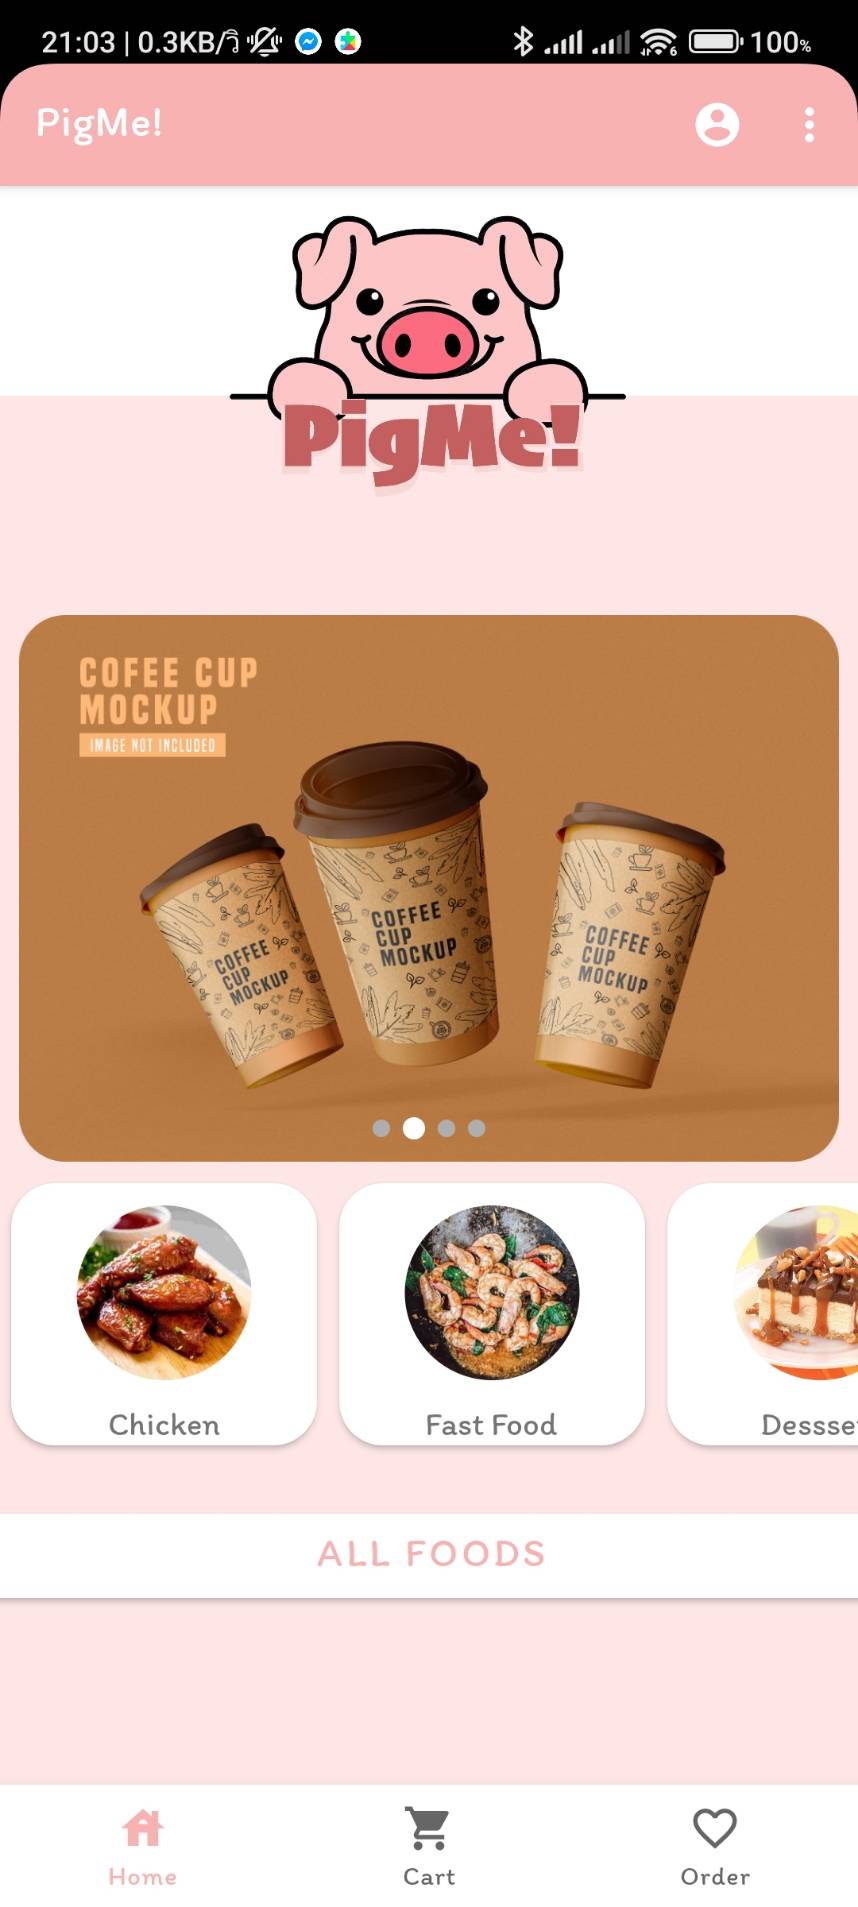 21:03 | 0.3KB/วิ
100%
PigMe!
PigMe!
COFEE CUP
MOCKUP
IMAGE NOT INCLUDED
COFFEE
CUP
MOCKUP
COFFEE
CUP
MOCKUP
COFFEE
CUP
MOCKUP
Chicken
Fast Food
ALL FOODS
Home
Cart
Order